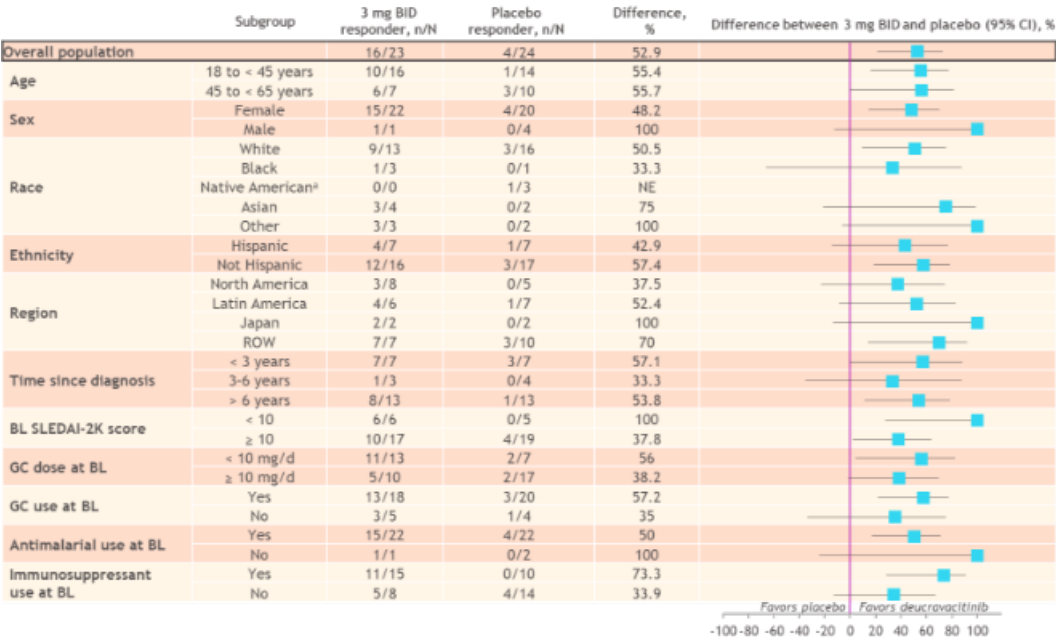 Subgroup 3 mg BID responder, n/N Placebo responder, n/N Difference, % Difference between 3 mg BID and placebo (95% CI), %
Overall population 16/23 4/24 52.9
Age 18 to < 45 years 10/16 1/14 55.4
45 to < 65 years 6/7 3/10 55.7
Sex Female 15/22 4/20 48.2
Male 1/1 0/4 100
Race White 9/13 3/16 50.5
Black 1/3 0/1 33.3
Native Americanᵃ 0/0 1/3 NE
Asian 3/4 0/2 75
Other 3/3 0/2 100
Ethnicity Hispanic 4/7 1/7 42.9
Not Hispanic 12/16 3/17 57.4
Region North America 3/8 0/5 37.5
Latin America 4/6 1/7 52.4
Japan 2/2 0/2 100
ROW 7/7 3/10 70
Time since diagnosis < 3 years 7/7 3/7 57.1
3-6 years 1/3 0/4 33.3
> 6 years 8/13 1/13 53.8
BL SLEDAI-2K score < 10 6/6 0/5 100
≥ 10 10/17 4/19 37.8
GC dose at BL < 10 mg/d 11/13 2/7 56
≥ 10 mg/d 5/10 2/17 38.2
GC use at BL Yes 13/18 3/20 57.2
No 3/5 1/4 35
Antimalarial use at BL Yes 15/22 4/22 50
No 1/1 0/2 100
Immunosuppressant use at BL Yes 11/15 0/10 73.3
No 5/8 4/14 33.9
Favors placebo Favors deucravacitinib
-100 -80 -60 -40 -20 0 20 40 60 80 100